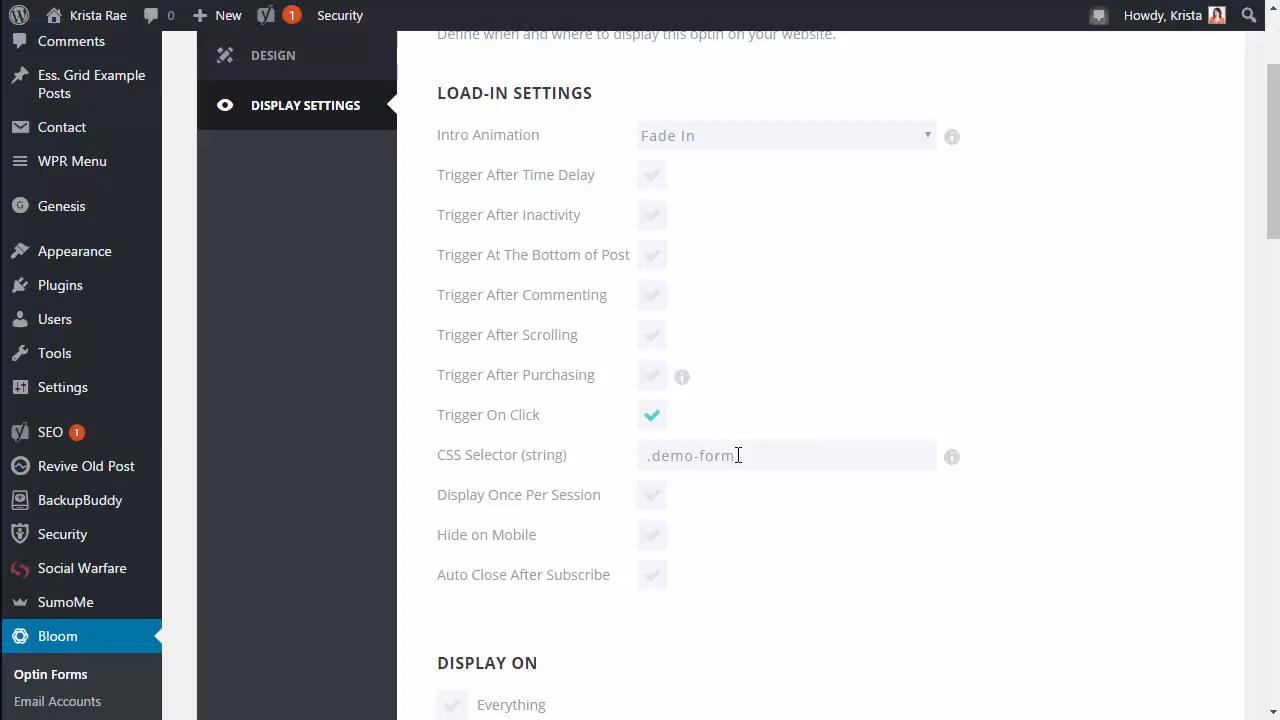 Krista Rae
0
New
1
Security
Howdy, Krista
Comments
Ess. Grid Example
Posts
Contact
WPR Menu
Genesis
Appearance
Plugins
Users
Tools
Settings
SEO 1
Revive Old Post
BackupBuddy
Security
Social Warfare
SumoMe
Bloom
Optin Forms
Email Accounts
DESIGN
DISPLAY SETTINGS
Define when and where to display this optin on your website.
LOAD-IN SETTINGS
Intro Animation
Fade In
Trigger After Time Delay
Trigger After Inactivity
Trigger At The Bottom of Post
Trigger After Commenting
Trigger After Scrolling
Trigger After Purchasing
Trigger On Click
CSS Selector (string)
.demo-form
Display Once Per Session
Hide on Mobile
Auto Close After Subscribe
DISPLAY ON
Everything